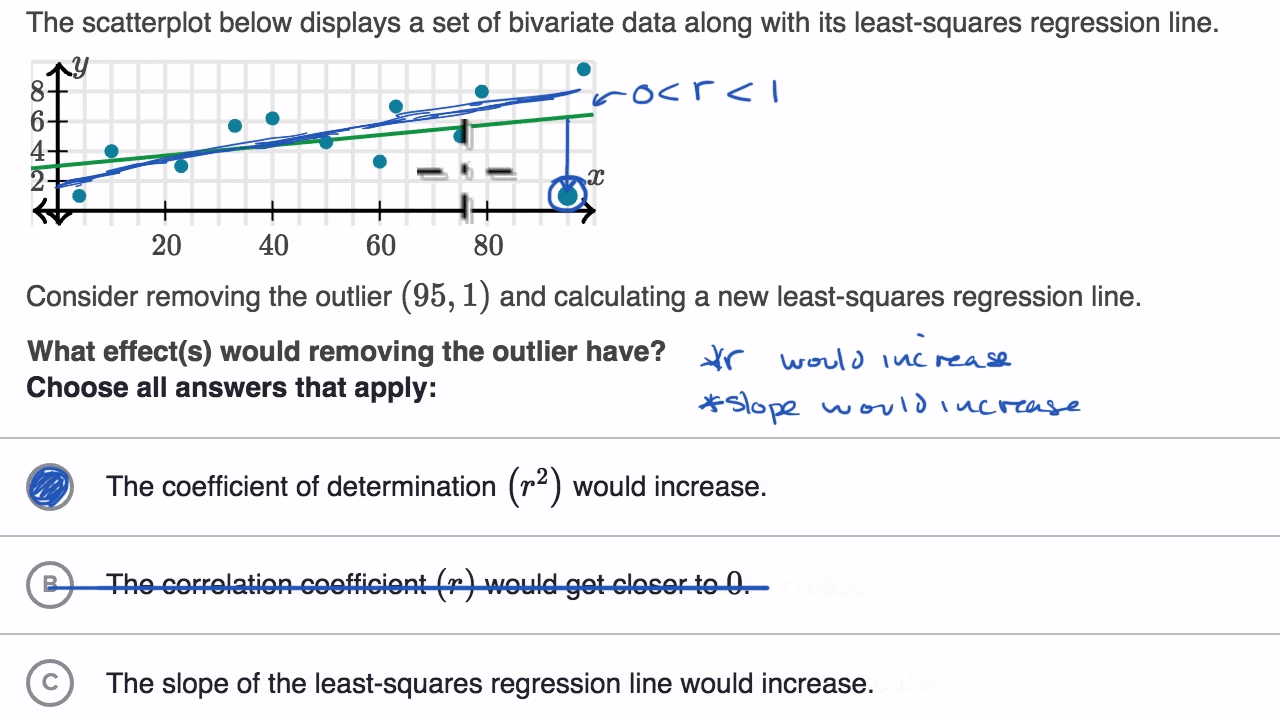 The scatterplot below displays a set of bivariate data along with its least-squares regression line.
y
8
6
4
2
x
20 40 60 80
0 < r < 1
Consider removing the outlier (95, 1) and calculating a new least-squares regression line.
What effect(s) would removing the outlier have?
Choose all answers that apply:
*r would increase
*slope would increase
The coefficient of determination (r²) would increase.
B The correlation coefficient (r) would get closer to 0.
C The slope of the least-squares regression line would increase.